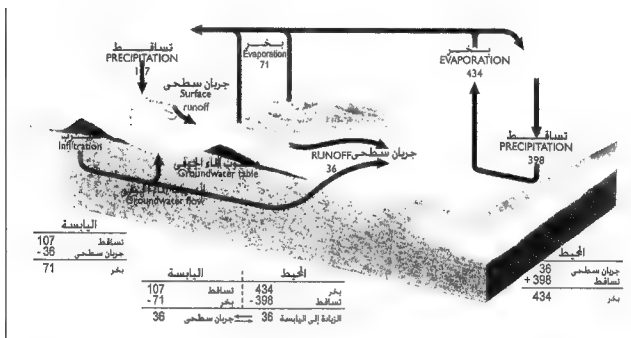 تساقط
PRECIPITATION
107
بخر
Evaporation
71
بخر
EVAPORATION
434
جريان سطحي
Surface
runoff
تساقط
PRECIPITATION
398
Infiltration
Groundwater table
RUNOFF جريان سطحي
36
Groundwater flow
اليابسة
107 تساقط
-36 جريان سطحي
71 بخر
اليابسة
107 تساقط
-71 بخر
36 جريان سطحي
المحيط
434 بخر
-398 تساقط
36 الزيادة إلى اليابسة
المحيط
36 جريان سطحي
+398 تساقط
434 بخر